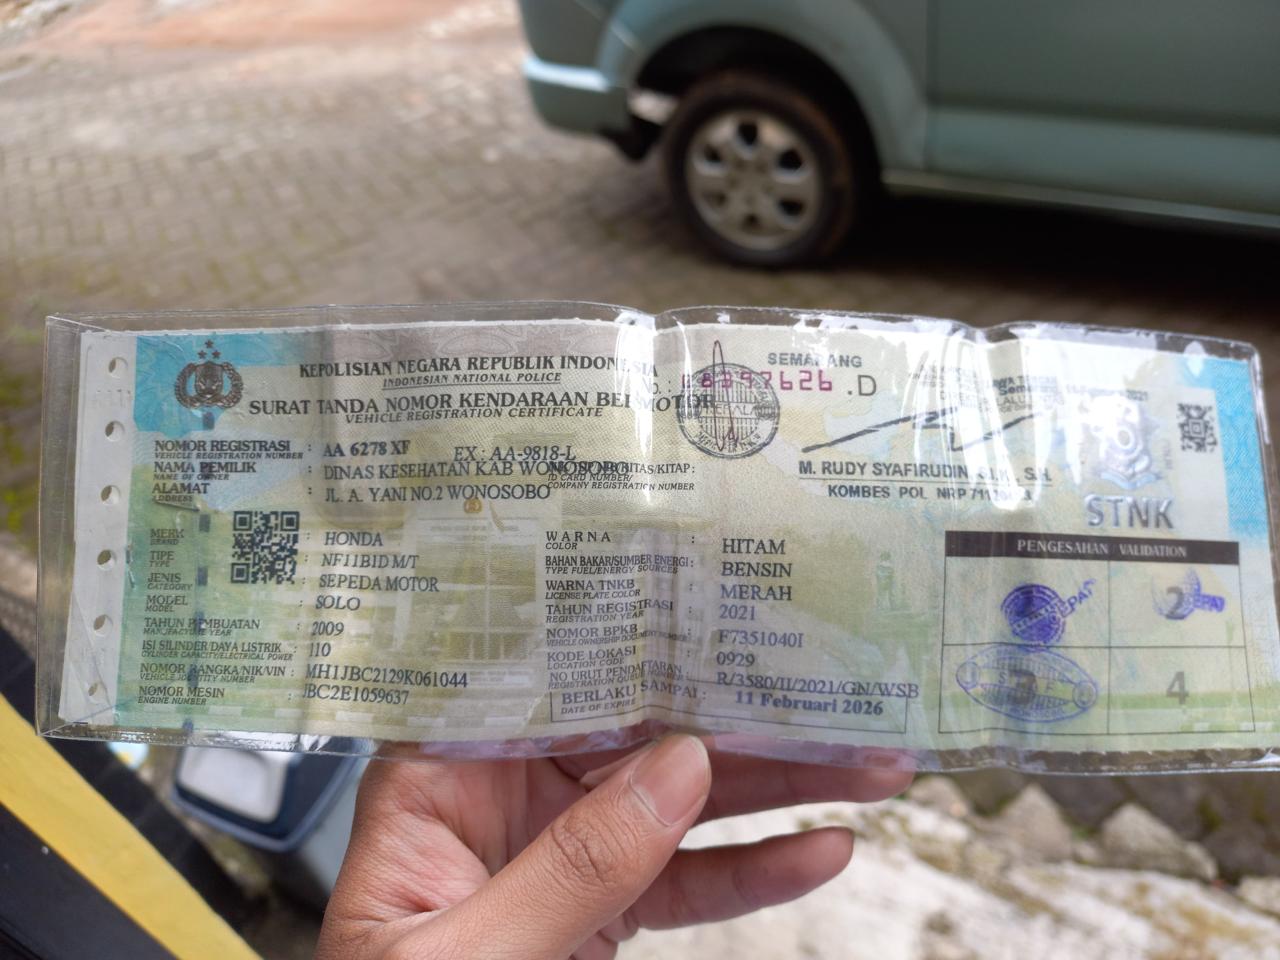 KEPOLISIAN NEGARA REPUBLIK INDONESIA
INDONESIAN NATIONAL POLICE
SURAT TANDA NOMOR KENDARAAN BERMOTOR
VEHICLE REGISTRATION CERTIFICATE
No.:
.D
SEMARANG
NOMOR REGISTRASI : AA 6278 XF EX : AA-9818-L
VEHICLE REGISTRATION NUMBER
NAMA PEMILIK : DINAS KESEHATAN KAB WONOSOBO
NAME OF OWNER
ALAMAT : JL. A. YANI NO.2 WONOSOBO
ADDRESS
ID CARD NUMBER/
COMPANY REGISTRATION NUMBER
M. RUDY SYAFIRUDIN, S.I.K., S.H.
KOMBES POL NRP
STNK
MERK : HONDA
BRAND
TIPE : NF11B1D M/T
TYPE
JENIS : SEPEDA MOTOR
CATEGORY
MODEL : SOLO
MODEL
TAHUN PEMBUATAN : 2009
MANUFACTURE YEAR
ISI SILINDER/DAYA LISTRIK : 110
CYLINDER CAPACITY/ELECTRICAL POWER
NOMOR RANGKA/NIK/VIN : MH1JBC2129K061044
VEHICLE IDENTITY NUMBER
NOMOR MESIN : JBC2E1059637
ENGINE NUMBER
WARNA : HITAM
COLOR
BAHAN BAKAR/SUMBER ENERGI : BENSIN
TYPE FUEL/ENERGY SOURCES
WARNA TNKB : MERAH
LICENSE PLATE COLOR
TAHUN REGISTRASI : 2021
REGISTRATION YEAR
NOMOR BPKB : F7351040I
VEHICLE OWNERSHIP DOCUMENT NUMBER
KODE LOKASI : 0929
LOCATION CODE
NO URUT PENDAFTARAN : R/3580/II/2021/GN/WSB
REGISTRATION QUEUE NUMBER
BERLAKU SAMPAI : 11 Februari 2026
DATE OF EXPIRE
PENGESAHAN / VALIDATION
2
4